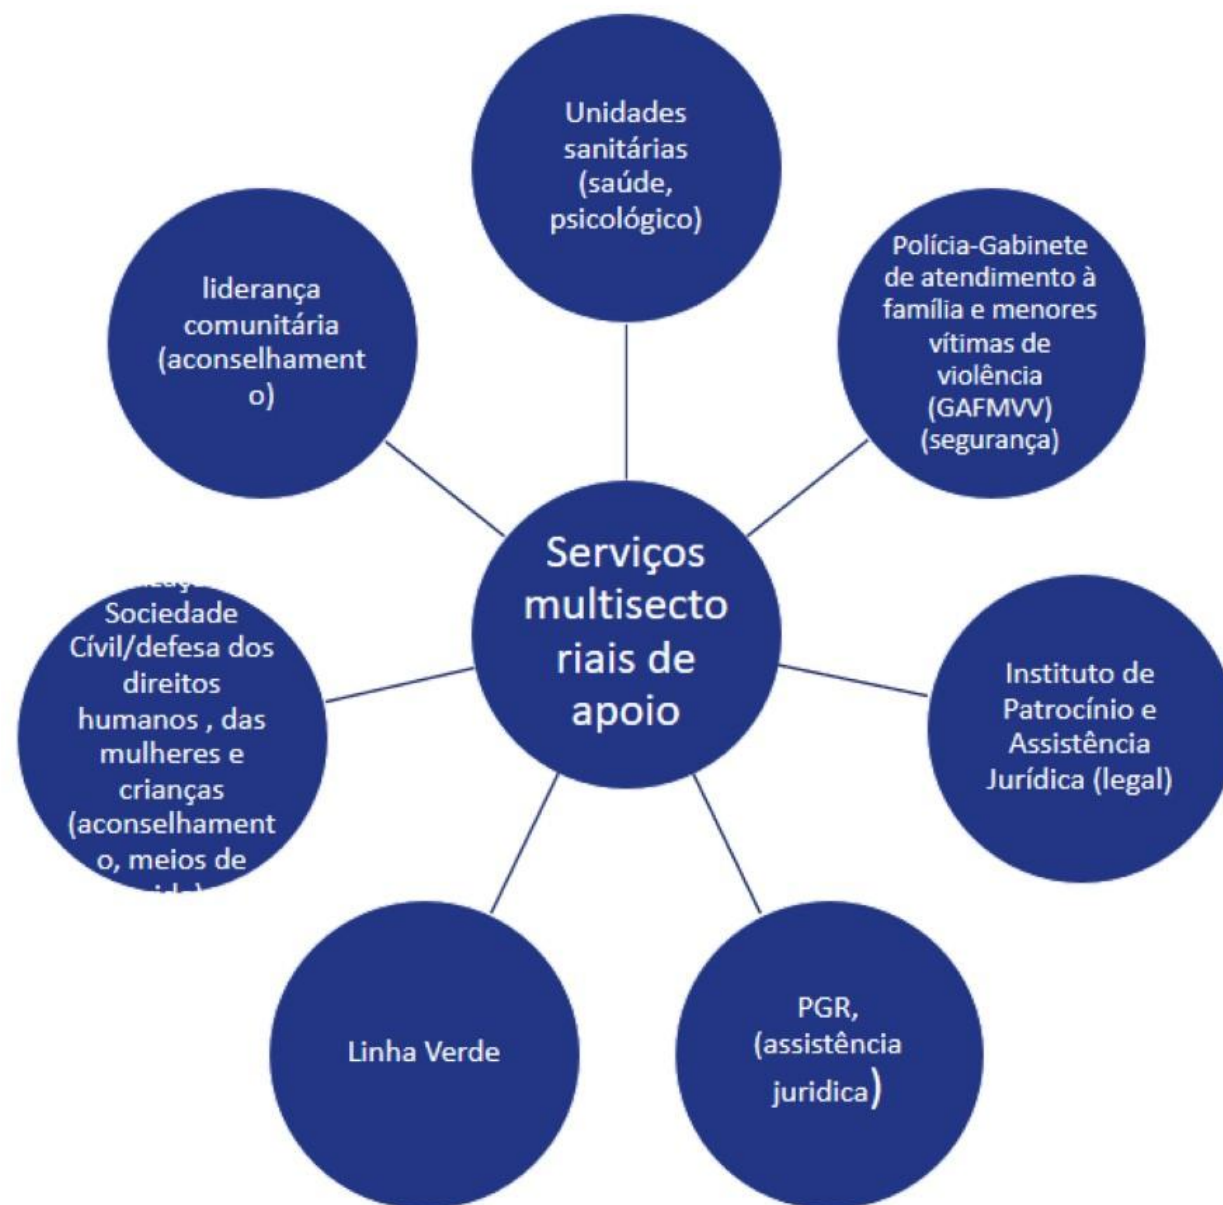 Unidades
sanitárias
(saúde,
psicológico)
Polícia-Gabinete
de atendimento à
família e menores
vítimas de
violência
(GAFMVV)
(segurança)
Instituto de
Patrocínio e
Assistência
Jurídica (legal)
PGR,
(assistência
juridica)
Linha Verde
Sociedade
Cívil/defesa dos
direitos
humanos , das
mulheres e
crianças
(aconselhament
o, meios de
liderança
comunitária
(aconselhament
o)
Serviços
multisecto
riais de
apoio